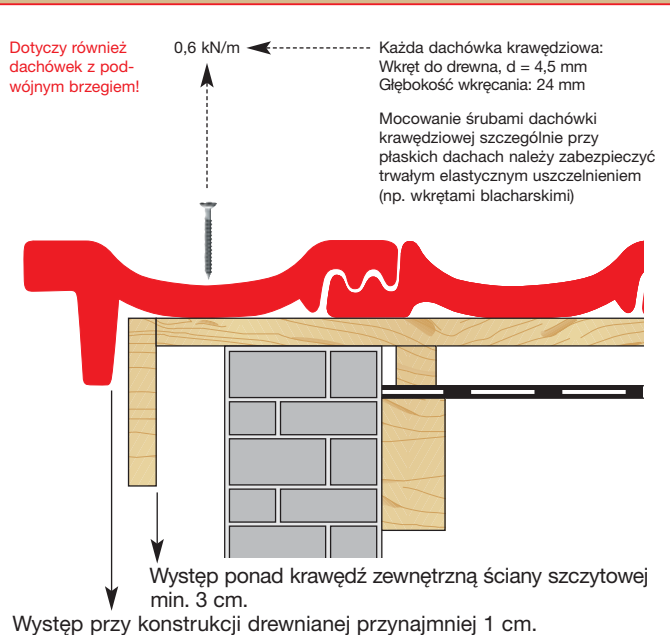 Dotyczy również
dachówek z pod-
wójnym brzegiem!
0,6 kN/m
Każda dachówka krawędziowa:
Wkręt do drewna, d = 4,5 mm
Głębokość wkręcania: 24 mm
Mocowanie śrubami dachówki
krawędziowej szczególnie przy
płaskich dachach należy zabezpieczyć
trwałym elastycznym uszczelnieniem
(np. wkrętami blacharskimi)
Występ ponad krawędź zewnętrzną ściany szczytowej
min. 3 cm.
Występ przy konstrukcji drewnianej przynajmniej 1 cm.